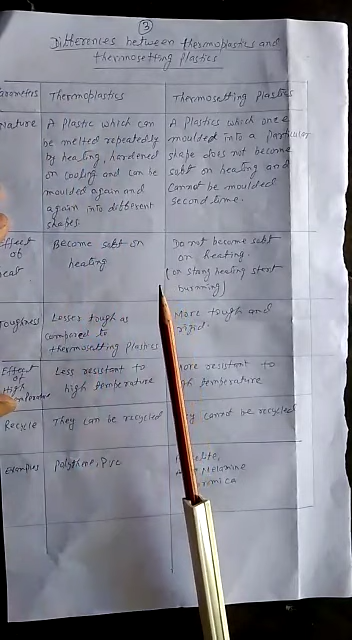 3
Differences between thermoplastics and
thermosetting plastics
Thermoplastics
Thermosetting Plastics
Nature
A Plastic which can
be melted repeatedly
by heating, hardened
on cooling and can be
moulded again and
again into different
shapes.
A Plastics which once
moulded into a particular
shape does not become
soft on heating and
cannot be moulded
second time.
Effect
of
heat
Become soft on
heating
Do not become soft
on heating.
(on strong heating start
burnning)
Toughness
Lesser tough as
compared to
thermosetting plastics
More tough and
rigid.
Effect
of
High
Less resistant to
high temperature
more resistant to
temperature
Recycle
They can be recycled
cannot be recycled
Examples
Polythine, PVC
Melamine